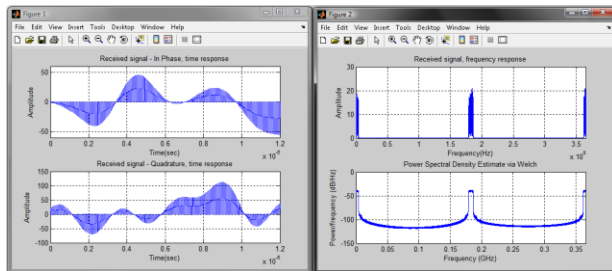 Figure 1
File Edit View Insert Tools Desktop Window Help
Received signal - In Phase, time response
Amplitude
50
0
-50
0 0.2 0.4 0.6 0.8 1 1.2
Time(sec)
x 10
Received signal - Quadrature, time response
Amplitude
150
100
50
0
-50
-100
0 0.2 0.4 0.6 0.8 1 1.2
Time(sec)
x 10
Figure 2
File Edit View Insert Tools Desktop Window Help
Received signal, frequency response
Amplitude
30
20
10
0
0 0.5 1 1.5 2 2.5 3 3.5
Frequency(Hz)
x 10
Power Spectral Density Estimate via Welch
Power/frequency (dB/Hz)
0
-50
-100
-150
0 0.05 0.1 0.15 0.2 0.25 0.3 0.35
Frequency (GHz)